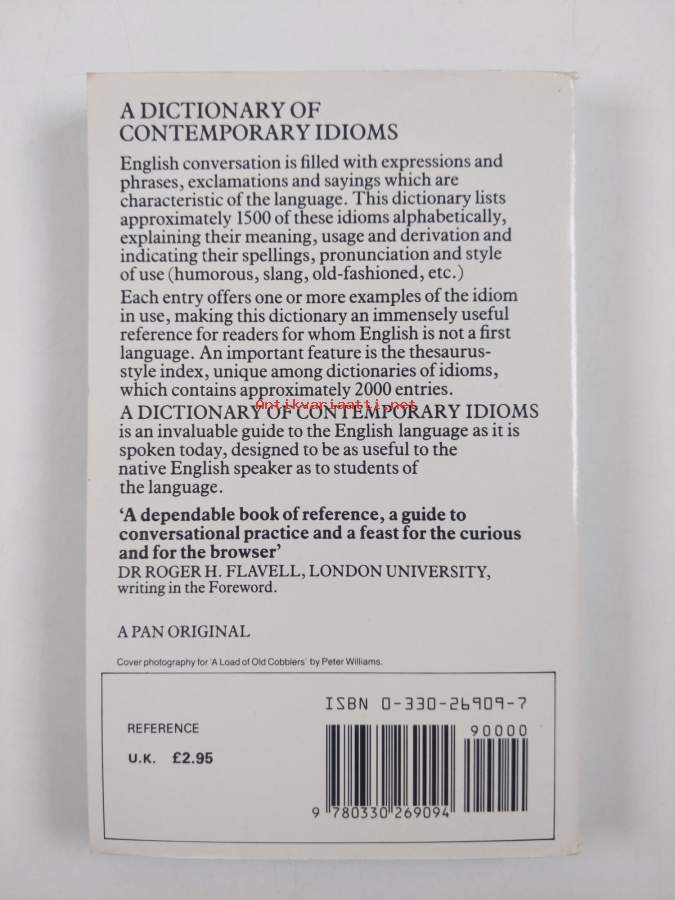 A DICTIONARY OF
CONTEMPORARY IDIOMS
English conversation is filled with expressions and
phrases, exclamations and sayings which are
characteristic of the language. This dictionary lists
approximately 1500 of these idioms alphabetically,
explaining their meaning, usage and derivation and
indicating their spellings, pronunciation and style
of use (humorous, slang, old-fashioned, etc.)
Each entry offers one or more examples of the idiom
in use, making this dictionary an immensely useful
reference for readers for whom English is not a first
language. An important feature is the thesaurus-
style index, unique among dictionaries of idioms,
which contains approximately 2000 entries.
Antikvariaatti.net
A DICTIONARY OF CONTEMPORARY IDIOMS
is an invaluable guide to the English language as it is
spoken today, designed to be as useful to the
native English speaker as to students of
the language.
‘A dependable book of reference, a guide to
conversational practice and a feast for the curious
and for the browser’
DR ROGER H. FLAVELL, LONDON UNIVERSITY,
writing in the Foreword.
A PAN ORIGINAL
Cover photography for 'A Load of Old Cobblers' by Peter Williams.
ISBN 0-330-26909-7
REFERENCE
90000
U.K. £2.95
9 780330 269094